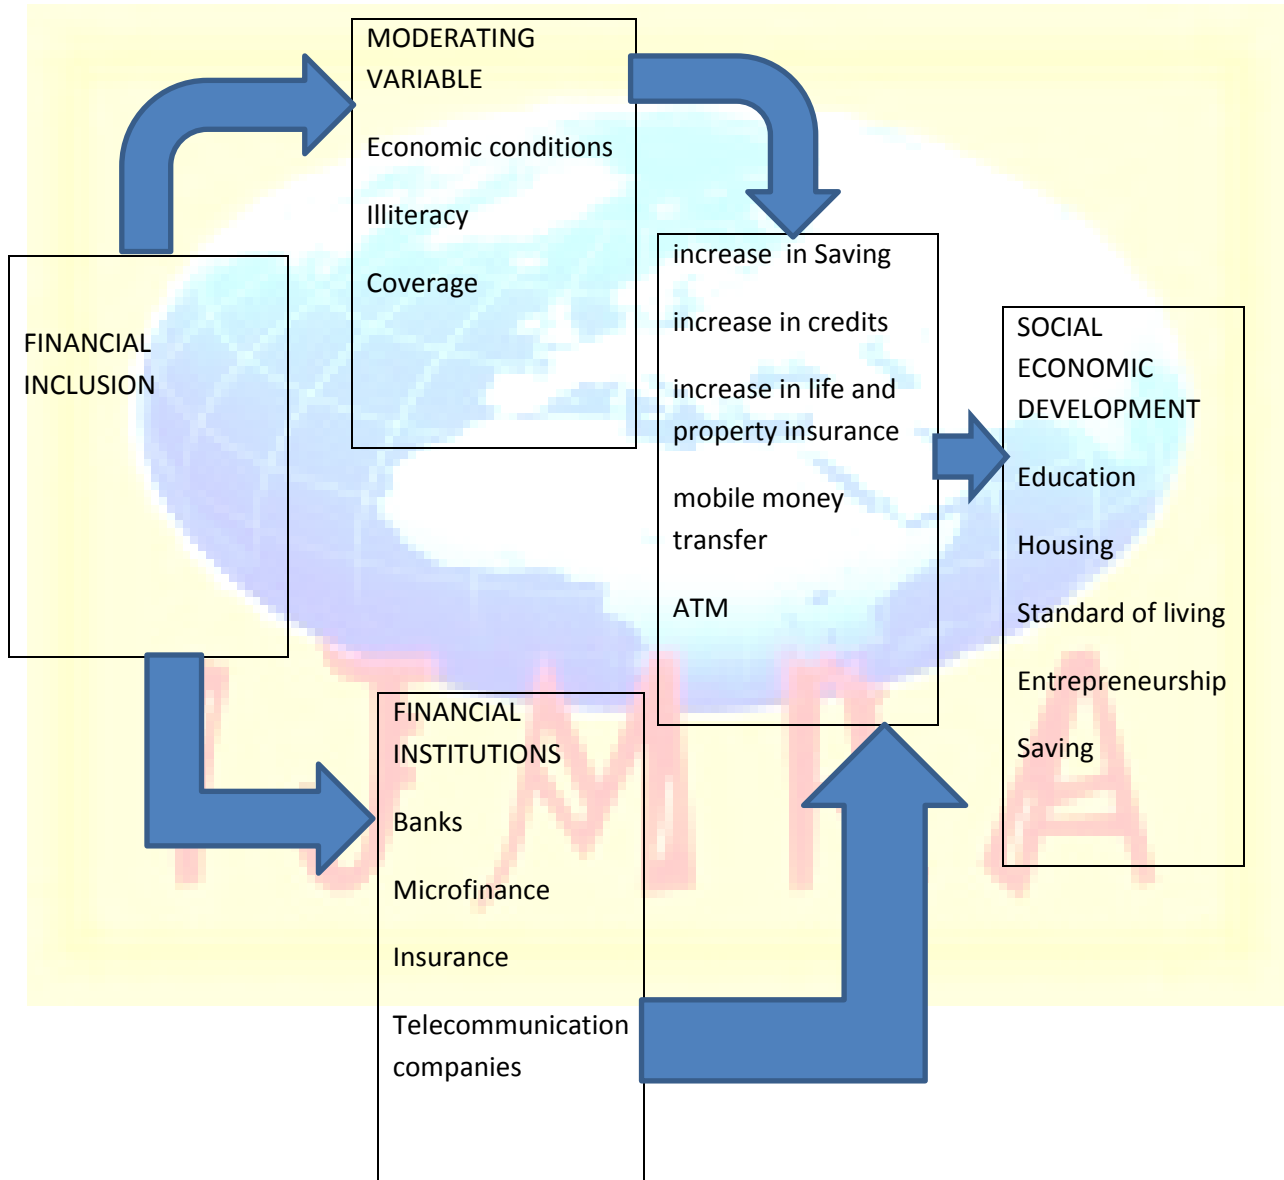 MODERATING
VARIABLE
Economic conditions
Illiteracy
Coverage
FINANCIAL
INCLUSION
increase in Saving
increase in credits
increase in life and
property insurance
mobile money
transfer
ATM
SOCIAL
ECONOMIC
DEVELOPMENT
Education
Housing
Standard of living
Entrepreneurship
Saving
FINANCIAL
INSTITUTIONS
Banks
Microfinance
Insurance
Telecommunication
companies